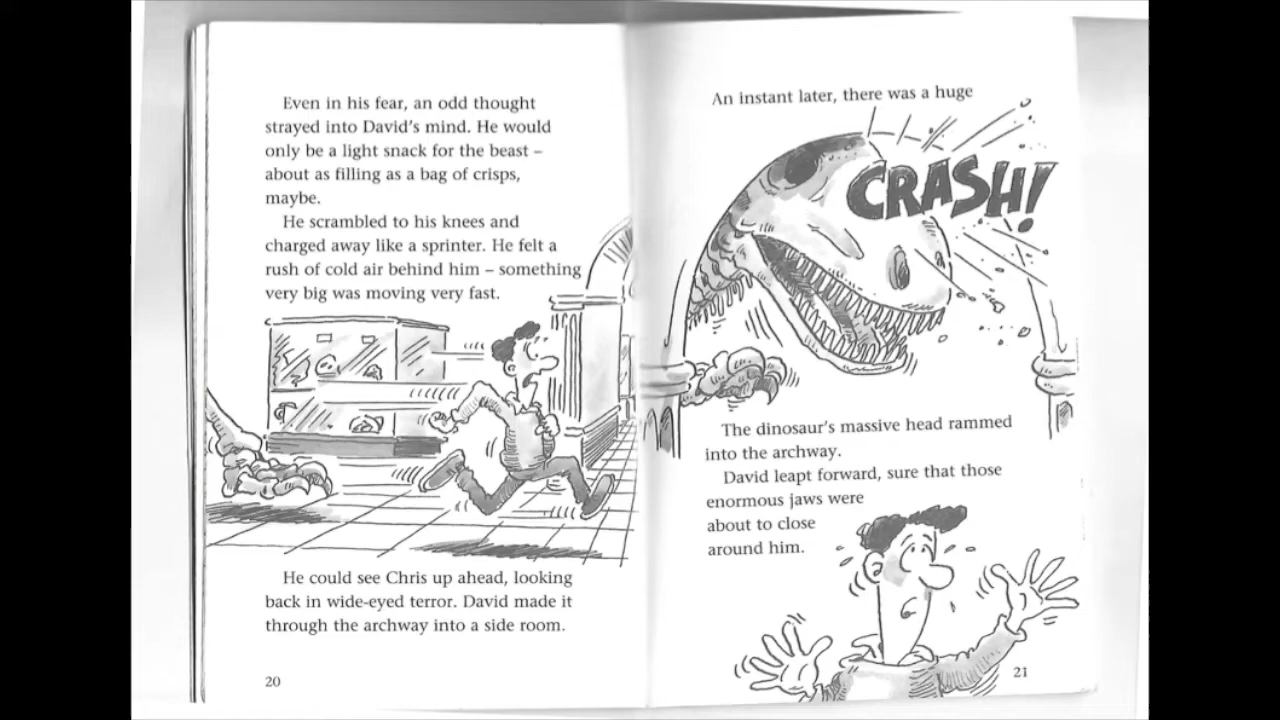 Even in his fear, an odd thought
strayed into David's mind. He would
only be a light snack for the beast –
about as filling as a bag of crisps,
maybe.
He scrambled to his knees and
charged away like a sprinter. He felt a
rush of cold air behind him – something
very big was moving very fast.
He could see Chris up ahead, looking
back in wide-eyed terror. David made it
through the archway into a side room.
20
An instant later, there was a huge
CRASH!
The dinosaur's massive head rammed
into the archway.
David leapt forward, sure that those
enormous jaws were
about to close
around him.
21